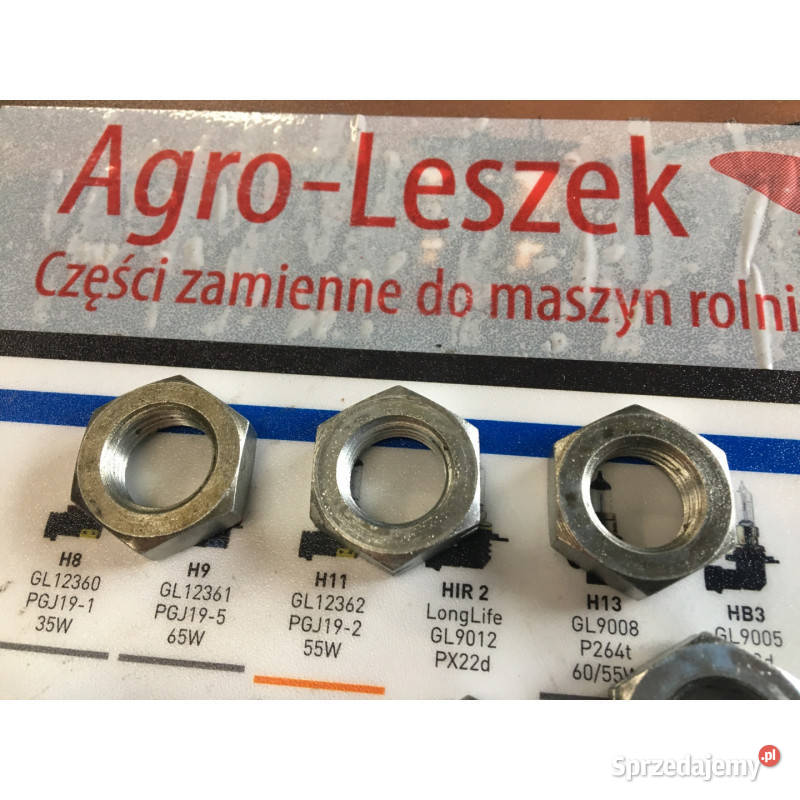 Agro-Leszek
Części zamienne do maszyn rolni
H8
GL12360
PGJ19-1
35W
H9
GL12361
PGJ19-5
65W
H11
GL12362
PGJ19-2
55W
HIR 2
LongLife
GL9012
PX22d
H13
GL9008
P264t
60/55W
HB3
GL9005
Sprzedajemy.pl